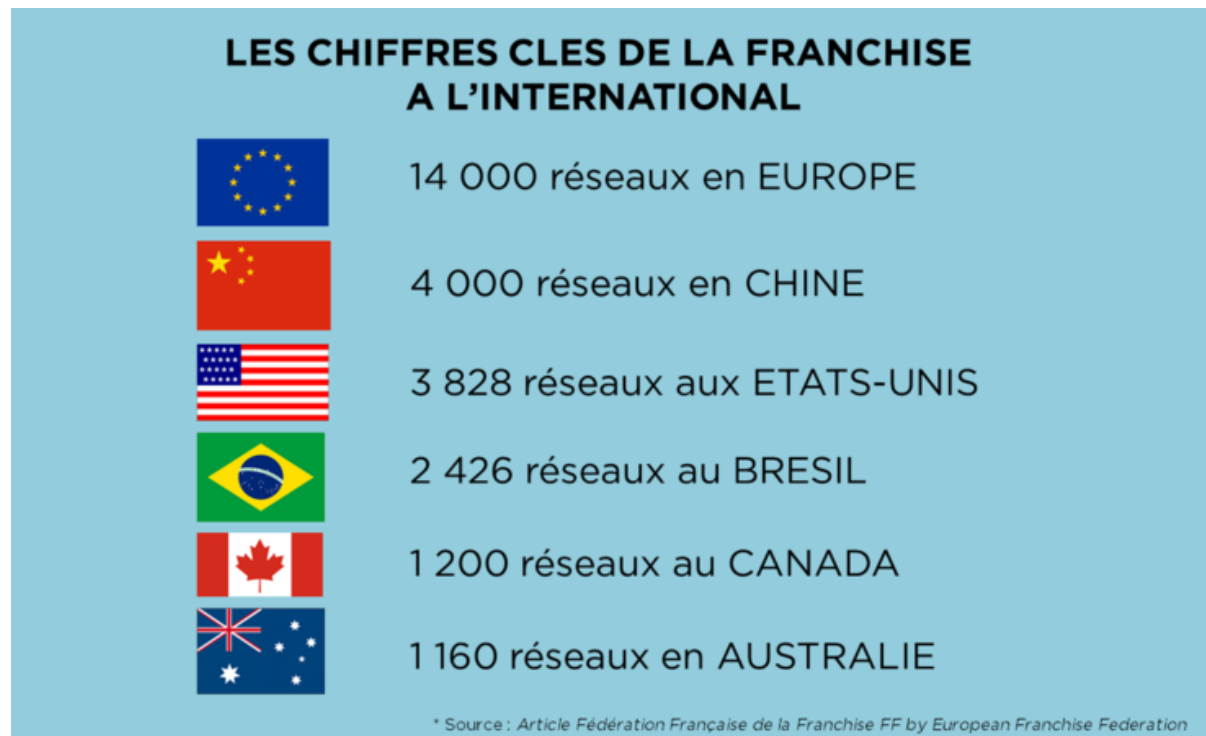 LES CHIFFRES CLES DE LA FRANCHISE
A L’INTERNATIONAL
14 000 réseaux en EUROPE
4 000 réseaux en CHINE
3 828 réseaux aux ETATS-UNIS
2 426 réseaux au BRESIL
1 200 réseaux au CANADA
1 160 réseaux en AUSTRALIE
* Source : Article Fédération Française de la Franchise FF by European Franchise Federation